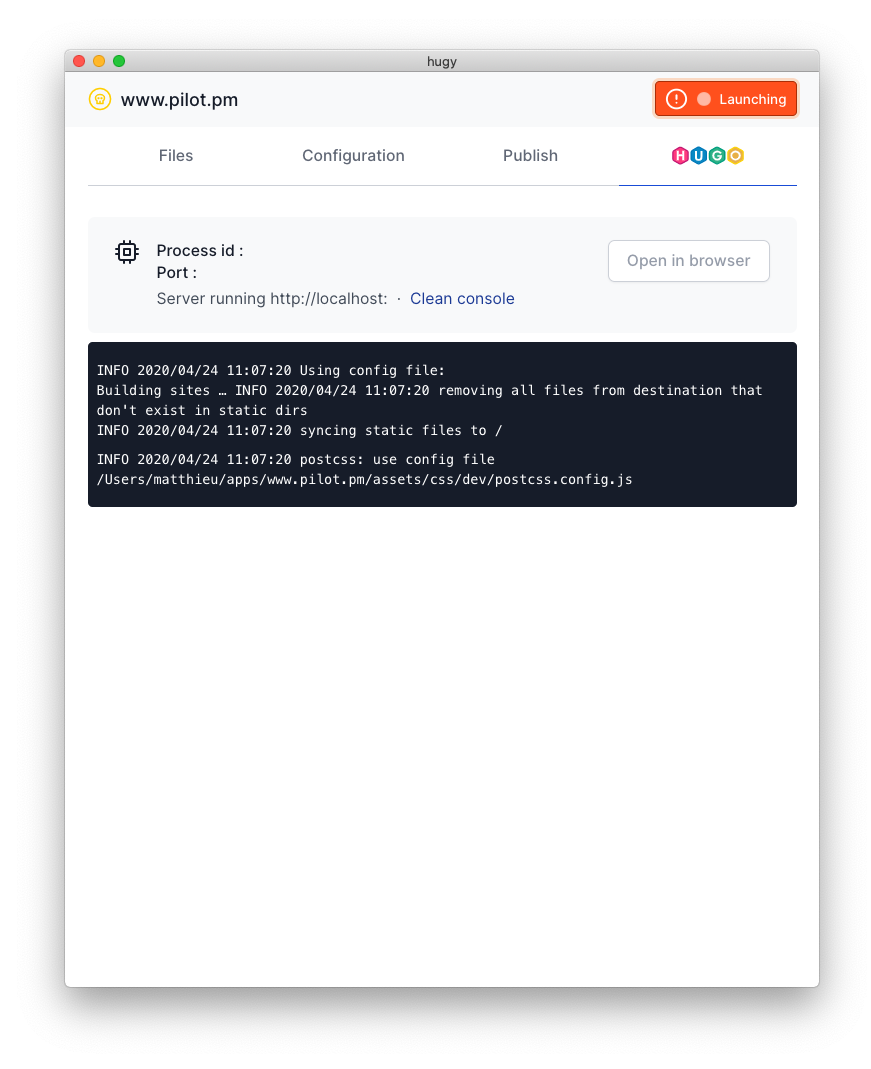 hugy
www.pilot.pm
Launching
Files Configuration Publish HUGO
Process id :
Port :
Open in browser
Server running http://localhost: · Clean console
INFO 2020/04/24 11:07:20 Using config file:
Building sites … INFO 2020/04/24 11:07:20 removing all files from destination that
don't exist in static dirs
INFO 2020/04/24 11:07:20 syncing static files to /
INFO 2020/04/24 11:07:20 postcss: use config file
/Users/matthieu/apps/www.pilot.pm/assets/css/dev/postcss.config.js